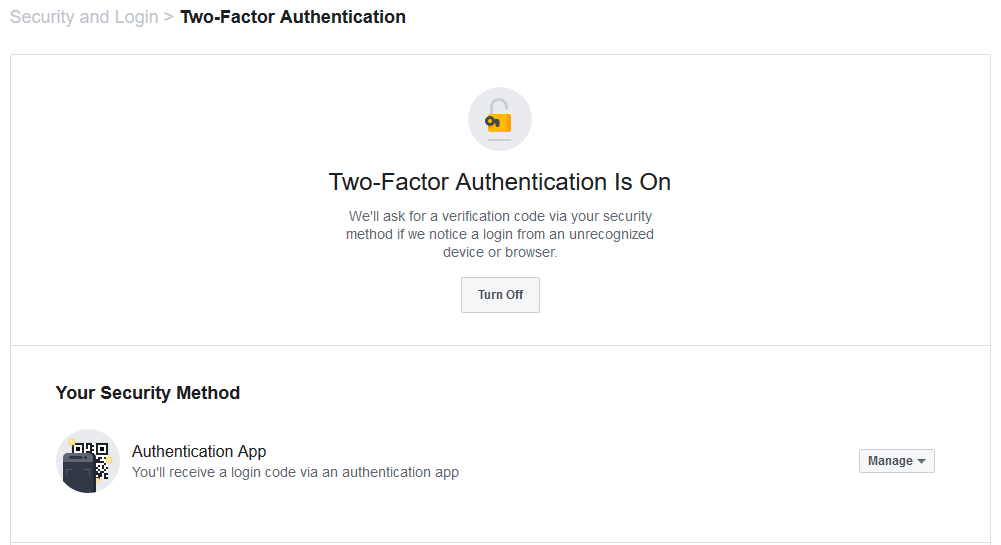 Security and Login > Two-Factor Authentication
Two-Factor Authentication Is On
We'll ask for a verification code via your security
method if we notice a login from an unrecognized
device or browser.
Turn Off
Your Security Method
Authentication App
You'll receive a login code via an authentication app
Manage